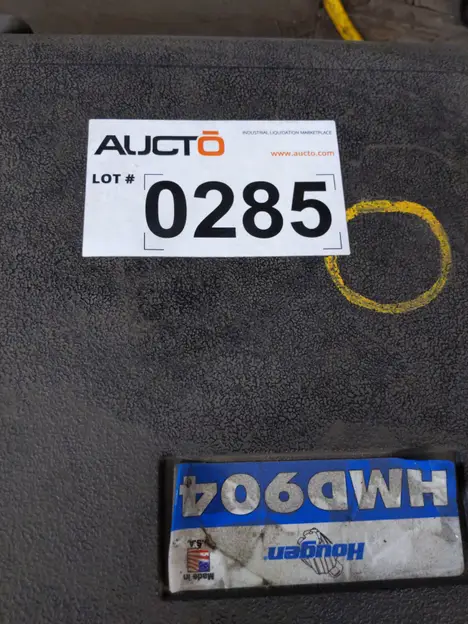 AUCTŌ
INDUSTRIAL LIQUIDATION MARKETPLACE
www.aucto.com
LOT # 0285
HMD904
Hougen®
Made in
U.S.A.